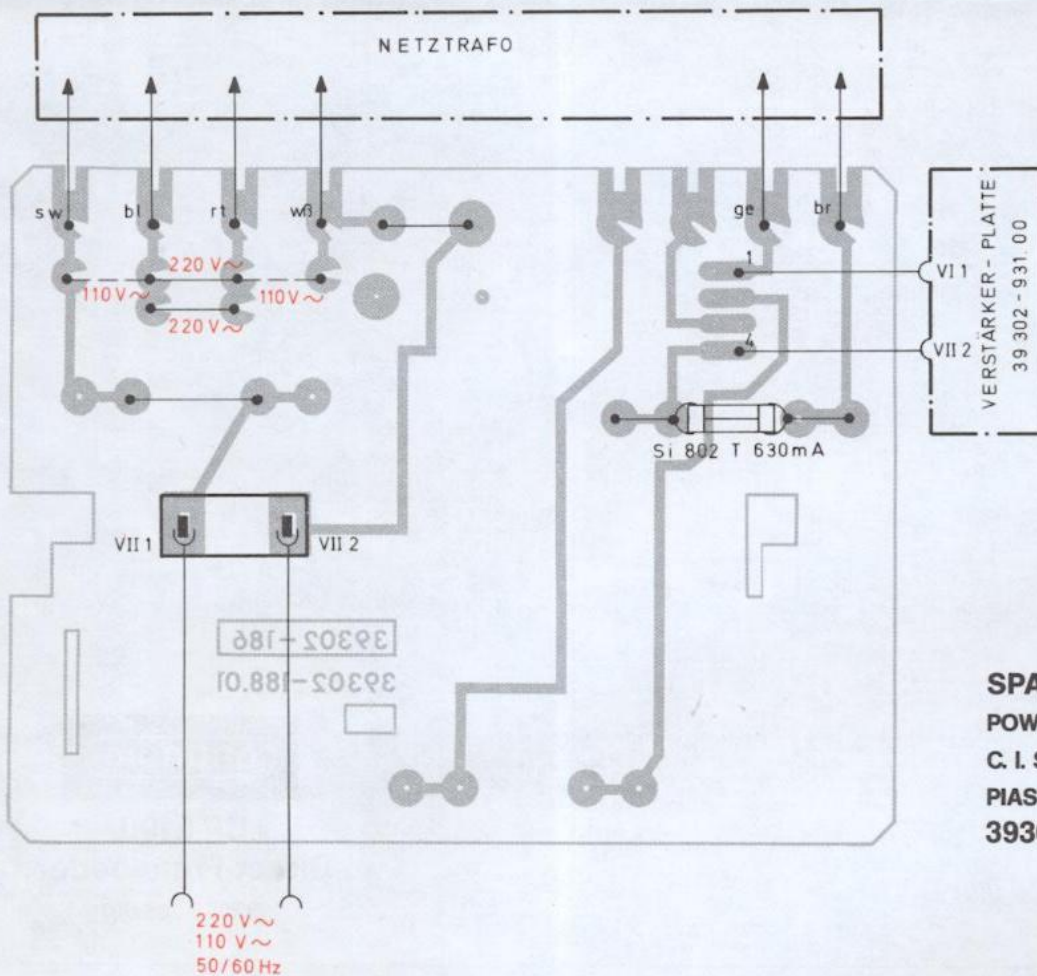 NETZTRAFO
sw bl rt wß ge br
220 V~
110 V~ 110 V~
220 V~
1
4
VI 1
VII 2
VERSTÄRKER-PLATTE
39 302-931. 00
Si 802 T 630mA
VII 1 VII 2
39302-186
39302-188.01
SPA
POW
C. I. S
PIAS
3930
220 V~
110 V~
50/60 Hz